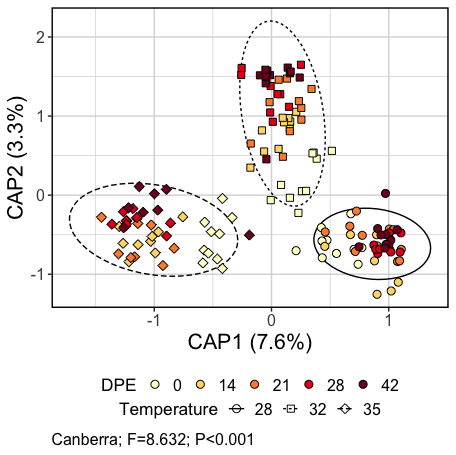 2
1
0
-1
CAP2 (3.3%)
-1 0 1
CAP1 (7.6%)
DPE 0 14 21 28 42
Temperature 28 32 35
Canberra; F=8.632; P<0.001